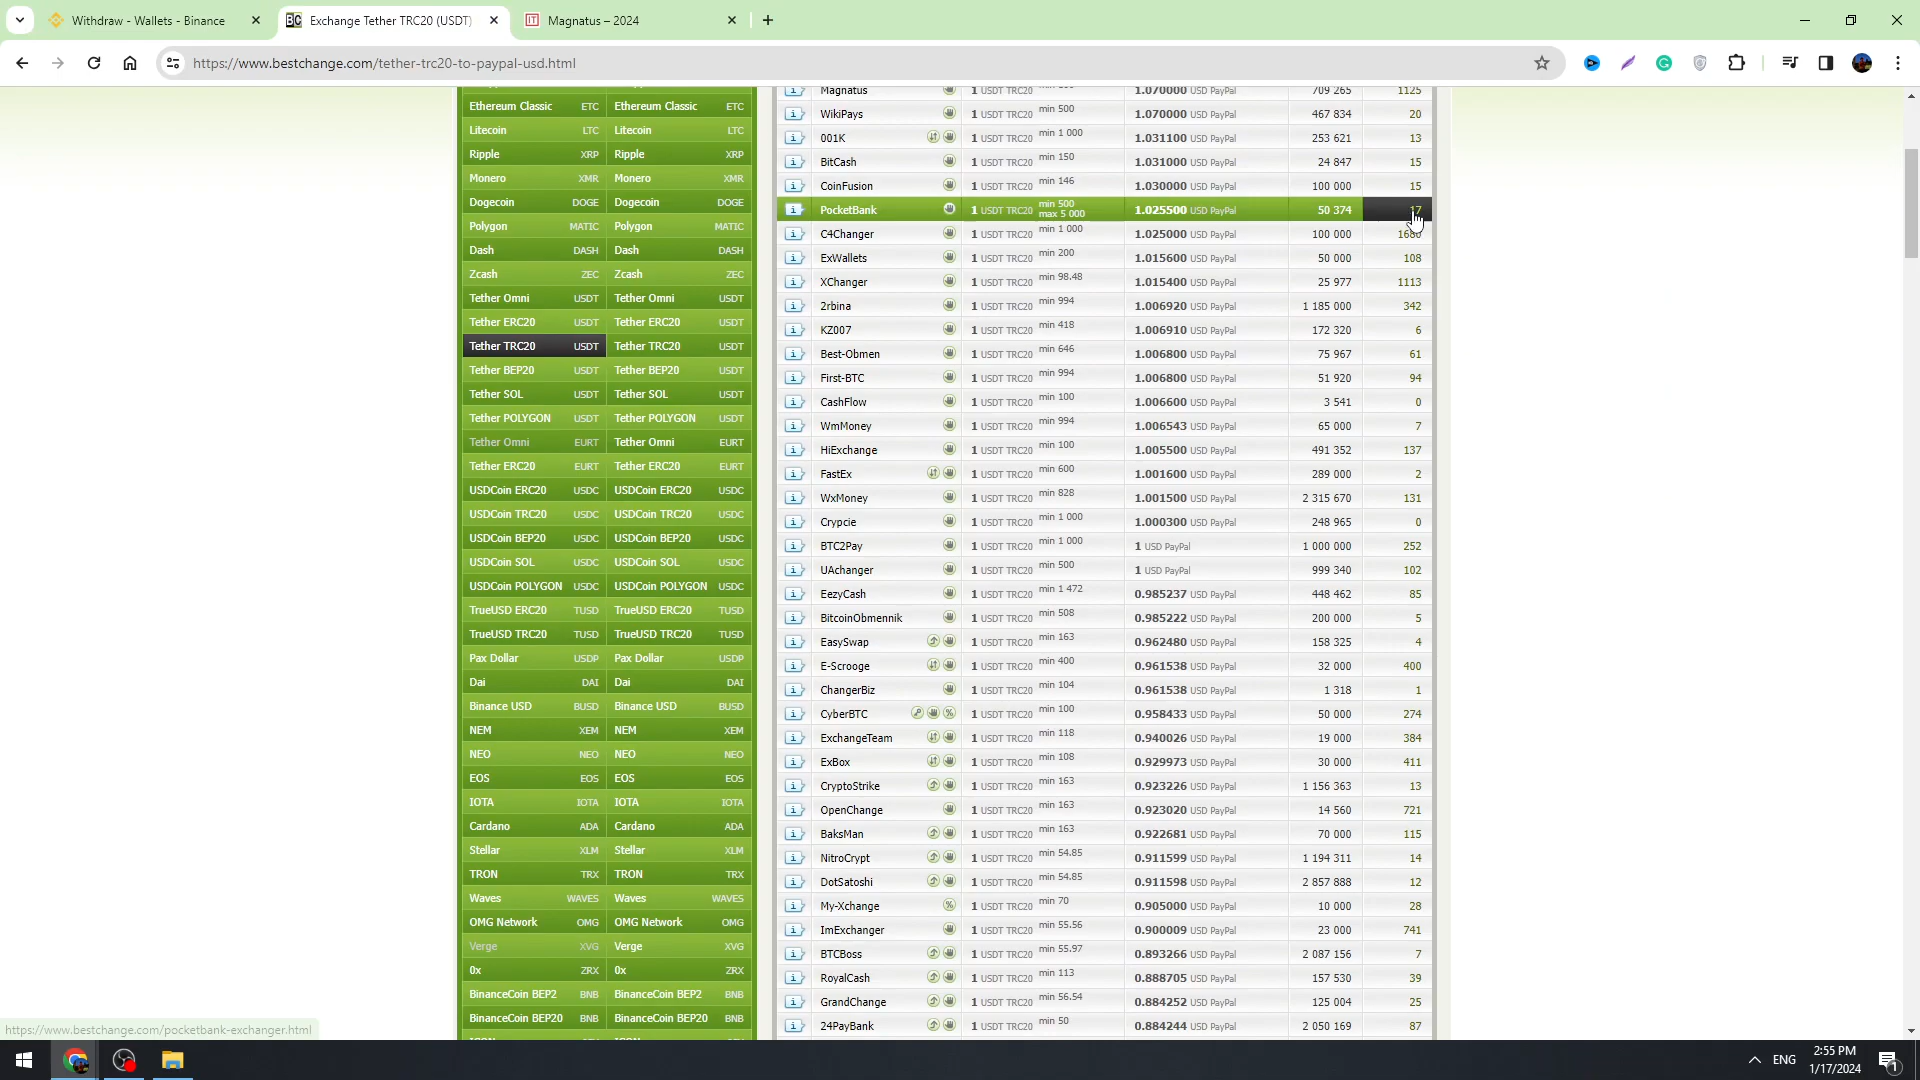 Withdraw - Wallets - Binance
Exchange Tether TRC20 (USDT)
Magnatus – 2024
https://www.bestchange.com/tether-trc20-to-paypal-usd.html
Ethereum Classic ETC Ethereum Classic ETC
Litecoin LTC Litecoin LTC
Ripple XRP Ripple XRP
Monero XMR Monero XMR
Dogecoin DOGE Dogecoin DOGE
Polygon MATIC Polygon MATIC
Dash DASH Dash DASH
Zcash ZEC Zcash ZEC
Tether Omni USDT Tether Omni USDT
Tether ERC20 USDT Tether ERC20 USDT
Tether TRC20 USDT Tether TRC20 USDT
Tether BEP20 USDT Tether BEP20 USDT
Tether SOL USDT Tether SOL USDT
Tether POLYGON USDT Tether POLYGON USDT
Tether Omni EURT Tether Omni EURT
Tether ERC20 EURT Tether ERC20 EURT
USDCoin ERC20 USDC USDCoin ERC20 USDC
USDCoin TRC20 USDC USDCoin TRC20 USDC
USDCoin BEP20 USDC USDCoin BEP20 USDC
USDCoin SOL USDC USDCoin SOL USDC
USDCoin POLYGON USDC USDCoin POLYGON USDC
TrueUSD ERC20 TUSD TrueUSD ERC20 TUSD
TrueUSD TRC20 TUSD TrueUSD TRC20 TUSD
Pax Dollar USDP Pax Dollar USDP
Dai DAI Dai DAI
Binance USD BUSD Binance USD BUSD
NEM XEM NEM XEM
NEO NEO NEO NEO
EOS EOS EOS EOS
IOTA IOTA IOTA IOTA
Cardano ADA Cardano ADA
Stellar XLM Stellar XLM
TRON TRX TRON TRX
Waves WAVES Waves WAVES
OMG Network OMG OMG Network OMG
Verge XVG Verge XVG
0x ZRX 0x ZRX
BinanceCoin BEP2 BNB BinanceCoin BEP2 BNB
BinanceCoin BEP20 BNB BinanceCoin BEP20 BNB
Magnatus 1 USDT TRC20 1.070000 USD PayPal 709 265 1125
WikiPays 1 USDT TRC20 min 500 1.070000 USD PayPal 467 834 20
001K 1 USDT TRC20 min 1 000 1.031100 USD PayPal 253 621 13
BitCash 1 USDT TRC20 min 150 1.031000 USD PayPal 24 847 15
CoinFusion 1 USDT TRC20 min 146 1.030000 USD PayPal 100 000 15
PocketBank 1 USDT TRC20 min 500 max 5 000 1.025500 USD PayPal 50 374 17
C4Changer 1 USDT TRC20 min 1 000 1.025000 USD PayPal 100 000 1680
ExWallets 1 USDT TRC20 min 200 1.015600 USD PayPal 50 000 108
XChanger 1 USDT TRC20 min 98.48 1.015400 USD PayPal 25 977 1113
2rbina 1 USDT TRC20 min 994 1.006920 USD PayPal 1 185 000 342
KZ007 1 USDT TRC20 min 418 1.006910 USD PayPal 172 320 6
Best-Obmen 1 USDT TRC20 min 646 1.006800 USD PayPal 75 967 61
First-BTC 1 USDT TRC20 min 994 1.006800 USD PayPal 51 920 94
CashFlow 1 USDT TRC20 min 100 1.006600 USD PayPal 3 541 0
WmMoney 1 USDT TRC20 min 994 1.006543 USD PayPal 65 000 7
HiExchange 1 USDT TRC20 min 100 1.005500 USD PayPal 491 352 137
FastEx 1 USDT TRC20 min 600 1.001600 USD PayPal 289 000 2
WxMoney 1 USDT TRC20 min 828 1.001500 USD PayPal 2 315 670 131
Crypcie 1 USDT TRC20 min 1 000 1.000300 USD PayPal 248 965 0
BTC2Pay 1 USDT TRC20 min 1 000 1 USD PayPal 1 000 000 252
UAchanger 1 USDT TRC20 min 500 1 USD PayPal 999 340 102
EezyCash 1 USDT TRC20 min 1 472 0.985237 USD PayPal 448 462 85
BitcoinObmennik 1 USDT TRC20 min 508 0.985222 USD PayPal 200 000 5
EasySwap 1 USDT TRC20 min 163 0.962480 USD PayPal 158 325 4
E-Scrooge 1 USDT TRC20 min 400 0.961538 USD PayPal 32 000 400
ChangerBiz 1 USDT TRC20 min 104 0.961538 USD PayPal 1 318 1
CyberBTC 1 USDT TRC20 min 100 0.958433 USD PayPal 50 000 274
ExchangeTeam 1 USDT TRC20 min 118 0.940026 USD PayPal 19 000 384
ExBox 1 USDT TRC20 min 108 0.929973 USD PayPal 30 000 411
CryptoStrike 1 USDT TRC20 min 163 0.923226 USD PayPal 1 156 363 13
OpenChange 1 USDT TRC20 min 163 0.923020 USD PayPal 14 560 721
BaksMan 1 USDT TRC20 min 163 0.922681 USD PayPal 70 000 115
NitroCrypt 1 USDT TRC20 min 54.85 0.911599 USD PayPal 1 194 311 14
DotSatoshi 1 USDT TRC20 min 54.85 0.911598 USD PayPal 2 857 888 12
My-Xchange 1 USDT TRC20 min 70 0.905000 USD PayPal 10 000 28
ImExchanger 1 USDT TRC20 min 55.56 0.900009 USD PayPal 23 000 741
BTCBoss 1 USDT TRC20 min 55.97 0.893266 USD PayPal 2 087 156 7
RoyalCash 1 USDT TRC20 min 113 0.888705 USD PayPal 157 530 39
GrandChange 1 USDT TRC20 min 56.54 0.884252 USD PayPal 125 004 25
24PayBank 1 USDT TRC20 min 50 0.884244 USD PayPal 2 050 169 87
https://www.bestchange.com/pocketbank-exchanger.html
ENG
2:55 PM
1/17/2024
1